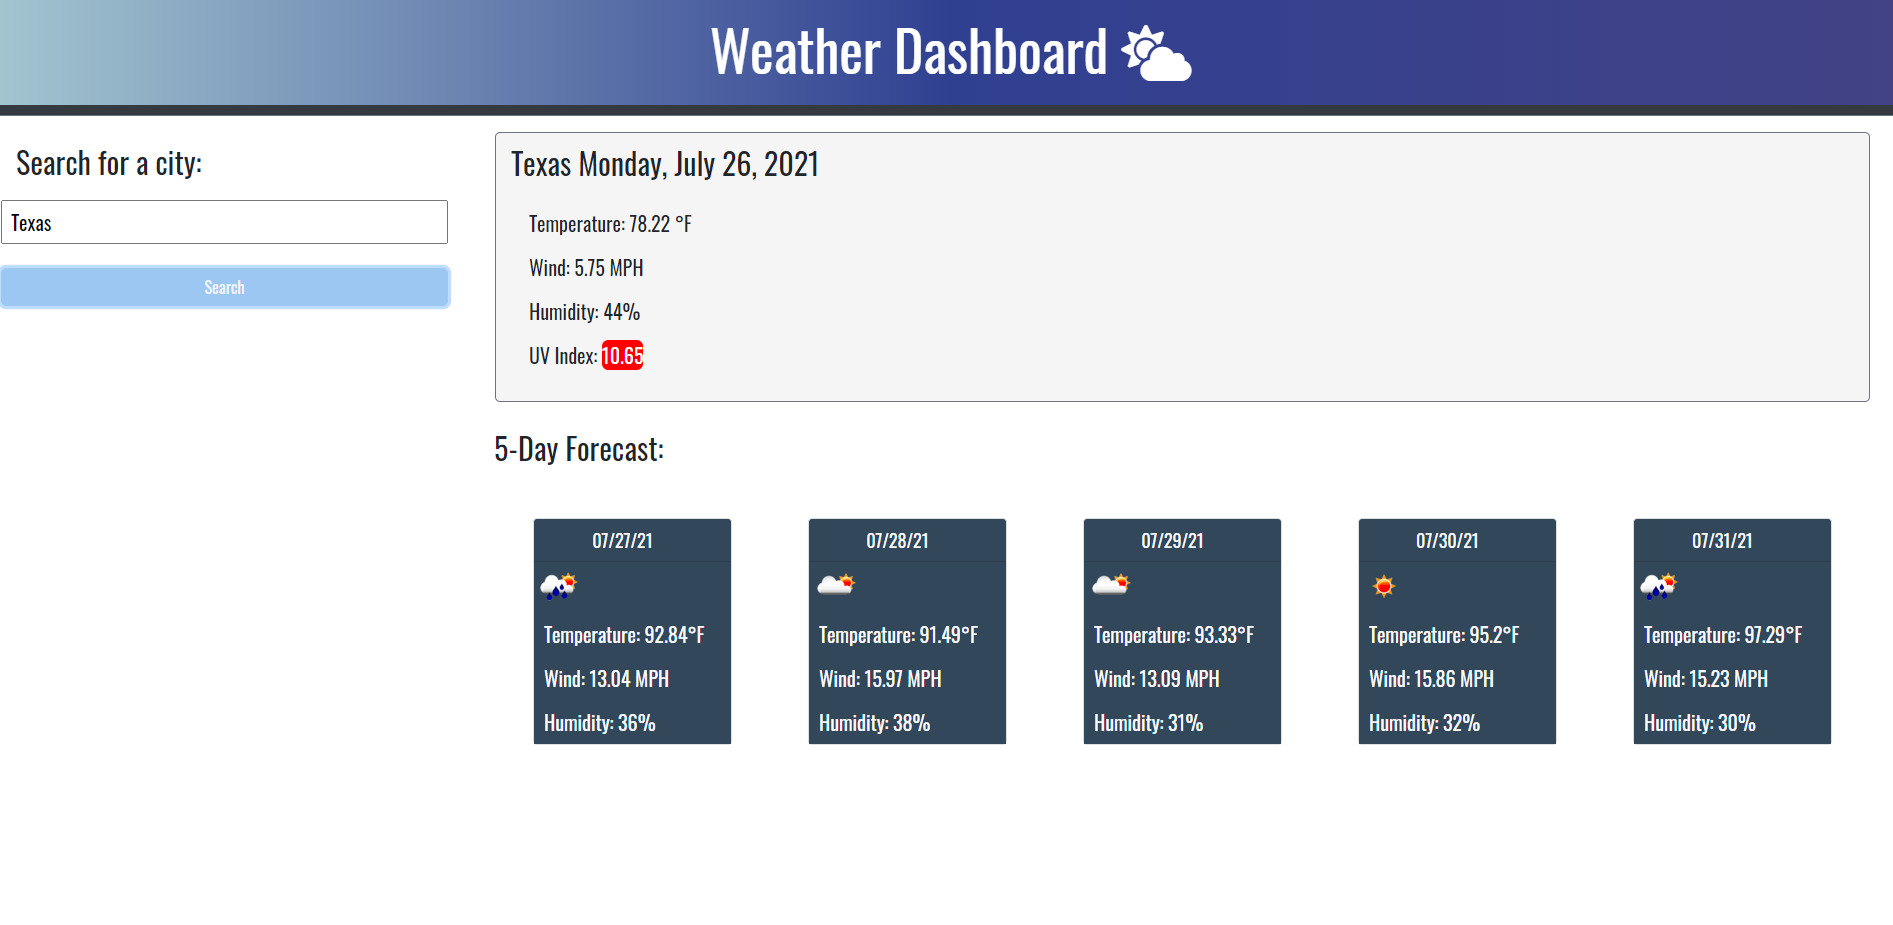 Weather Dashboard
Search for a city:
Texas
Search
Texas Monday, July 26, 2021
Temperature: 78.22 °F
Wind: 5.75 MPH
Humidity: 44%
UV Index: 10.65
5-Day Forecast:
07/27/21
Temperature: 92.84°F
Wind: 13.04 MPH
Humidity: 36%
07/28/21
Temperature: 91.49°F
Wind: 15.97 MPH
Humidity: 38%
07/29/21
Temperature: 93.33°F
Wind: 13.09 MPH
Humidity: 31%
07/30/21
Temperature: 95.2°F
Wind: 15.86 MPH
Humidity: 32%
07/31/21
Temperature: 97.29°F
Wind: 15.23 MPH
Humidity: 30%